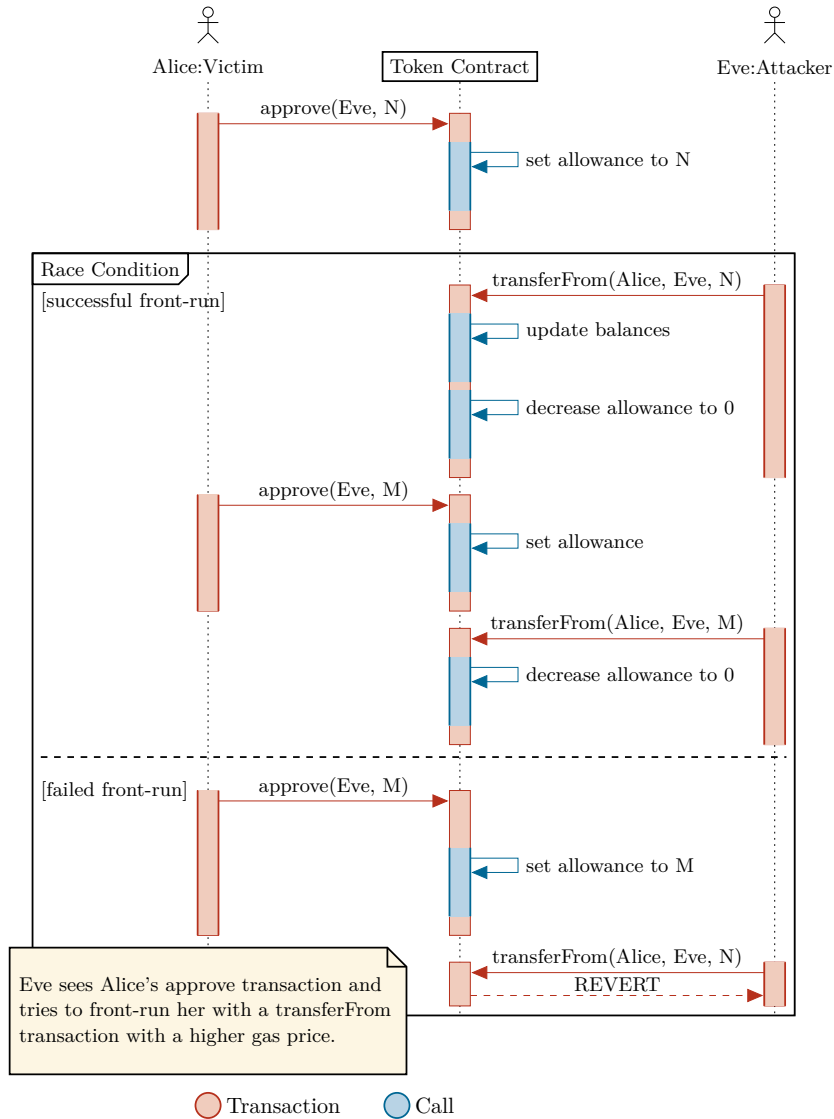 Alice:Victim
Token Contract
Eve:Attacker
approve(Eve, N)
set allowance to N
Race Condition
[successful front-run]
transferFrom(Alice, Eve, N)
update balances
decrease allowance to 0
approve(Eve, M)
set allowance
transferFrom(Alice, Eve, M)
decrease allowance to 0
[failed front-run]
approve(Eve, M)
set allowance to M
transferFrom(Alice, Eve, N)
REVERT
Eve sees Alice's approve transaction and
tries to front-run her with a transferFrom
transaction with a higher gas price.
Transaction
Call